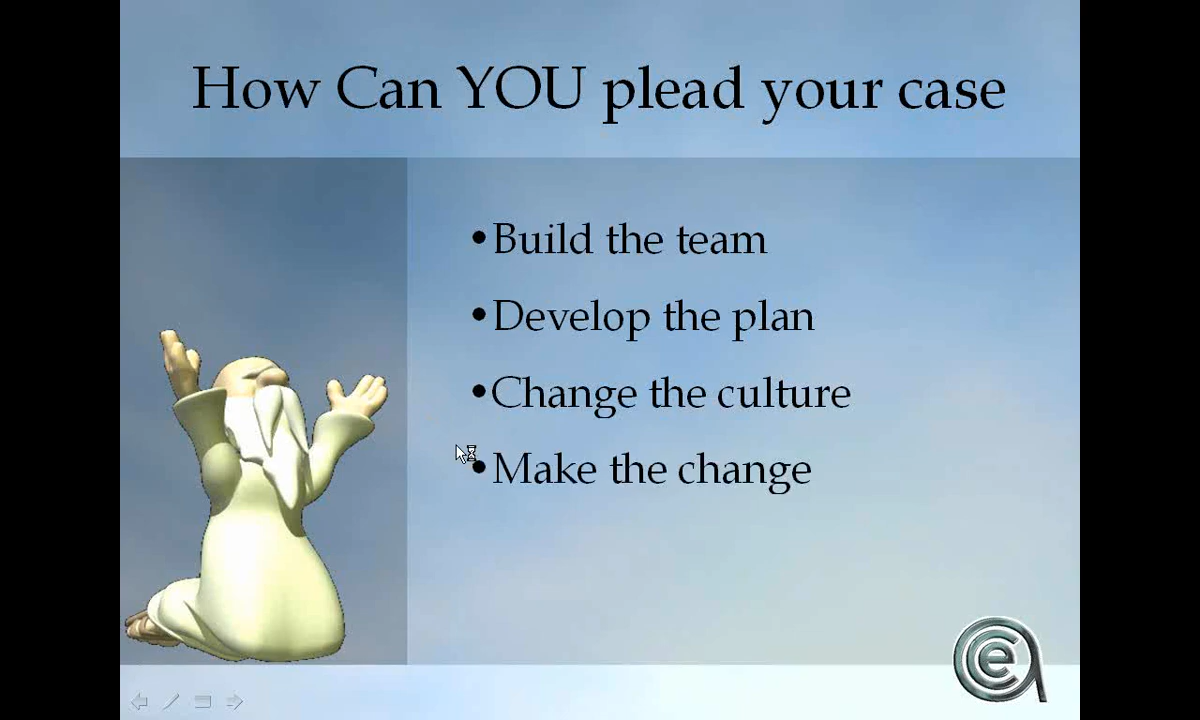 How Can YOU plead your case
•Build the team
•Develop the plan
•Change the culture
•Make the change